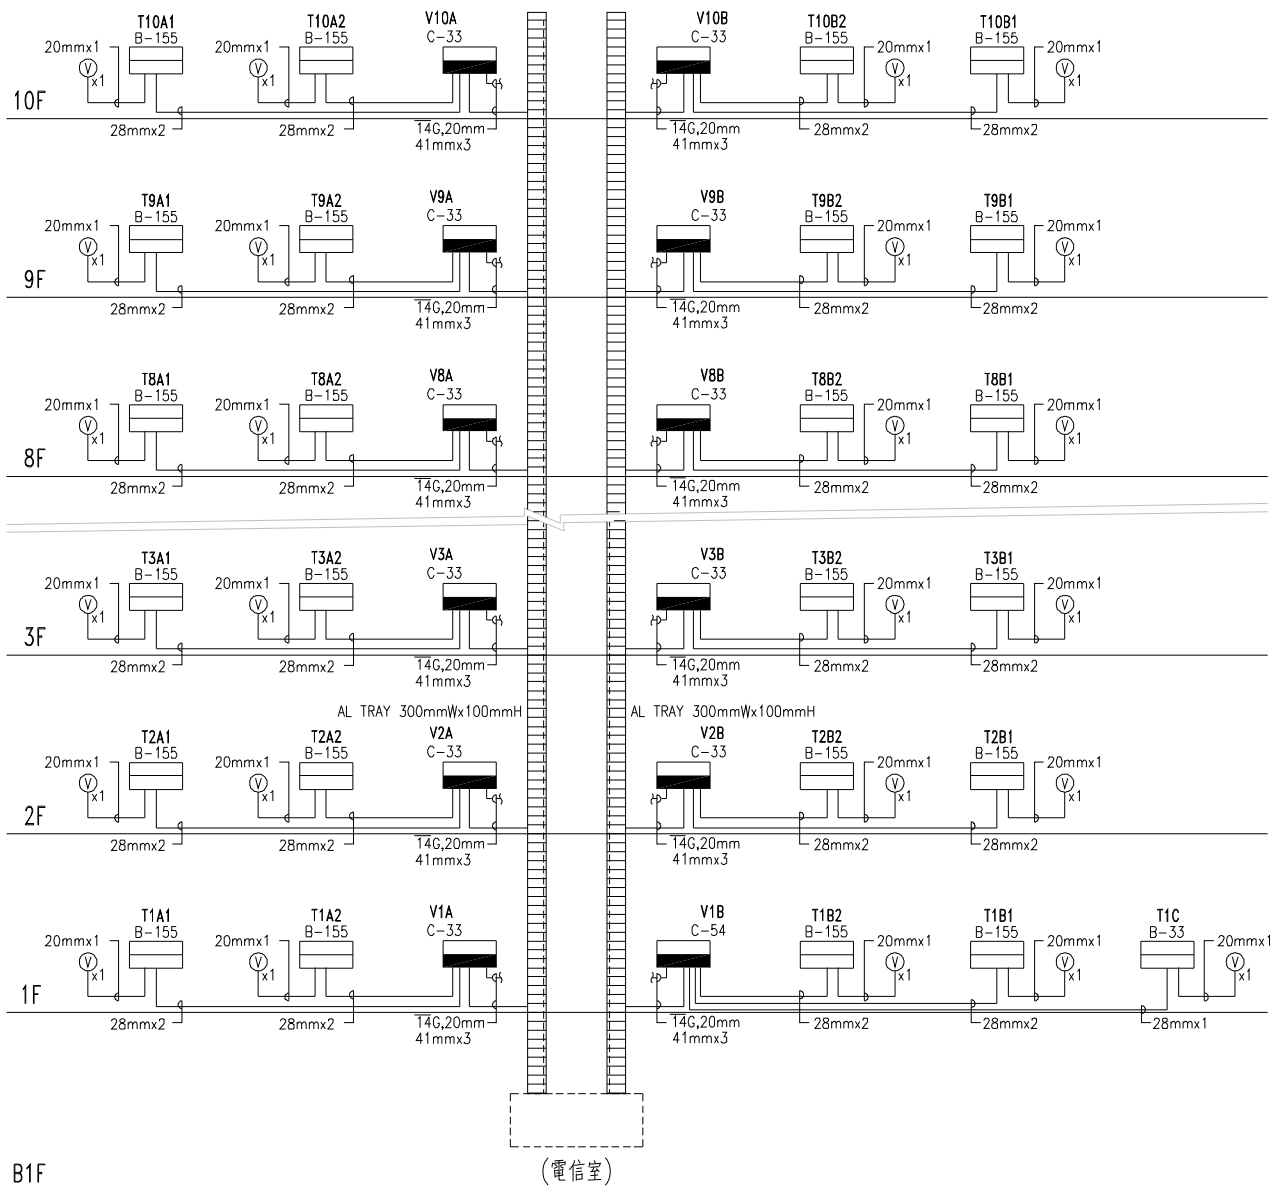 T10A1 T10A2 V10A V10B T10B2 T10B1
B-155 B-155 C-33 C-33 B-155 B-155
20mmx1 20mmx1 20mmx1 20mmx1
V V V V
x1 x1 x1 x1
10F
28mmx2 28mmx2 14G,20mm 14G,20mm 28mmx2 28mmx2
41mmx3 41mmx3
T9A1 T9A2 V9A V9B T9B2 T9B1
B-155 B-155 C-33 C-33 B-155 B-155
20mmx1 20mmx1 20mmx1 20mmx1
V V V V
x1 x1 x1 x1
9F
28mmx2 28mmx2 14G,20mm 14G,20mm 28mmx2 28mmx2
41mmx3 41mmx3
T8A1 T8A2 V8A V8B T8B2 T8B1
B-155 B-155 C-33 C-33 B-155 B-155
20mmx1 20mmx1 20mmx1 20mmx1
V V V V
x1 x1 x1 x1
8F
28mmx2 28mmx2 14G,20mm 14G,20mm 28mmx2 28mmx2
41mmx3 41mmx3
T3A1 T3A2 V3A V3B T3B2 T3B1
B-155 B-155 C-33 C-33 B-155 B-155
20mmx1 20mmx1 20mmx1 20mmx1
V V V V
x1 x1 x1 x1
3F
28mmx2 28mmx2 14G,20mm 14G,20mm 28mmx2 28mmx2
41mmx3 41mmx3
AL TRAY 300mmWx100mmH AL TRAY 300mmWx100mmH
T2A1 T2A2 V2A V2B T2B2 T2B1
B-155 B-155 C-33 C-33 B-155 B-155
20mmx1 20mmx1 20mmx1 20mmx1
V V V V
x1 x1 x1 x1
2F
28mmx2 28mmx2 14G,20mm 14G,20mm 28mmx2 28mmx2
41mmx3 41mmx3
T1A1 T1A2 V1A V1B T1B2 T1B1 T1C
B-155 B-155 C-33 C-54 B-155 B-155 B-33
20mmx1 20mmx1 20mmx1 20mmx1 20mmx1
V V V V V
x1 x1 x1 x1 x1
1F
28mmx2 28mmx2 14G,20mm 14G,20mm 28mmx2 28mmx2 28mmx1
41mmx3 41mmx3
B1F
(電信室)